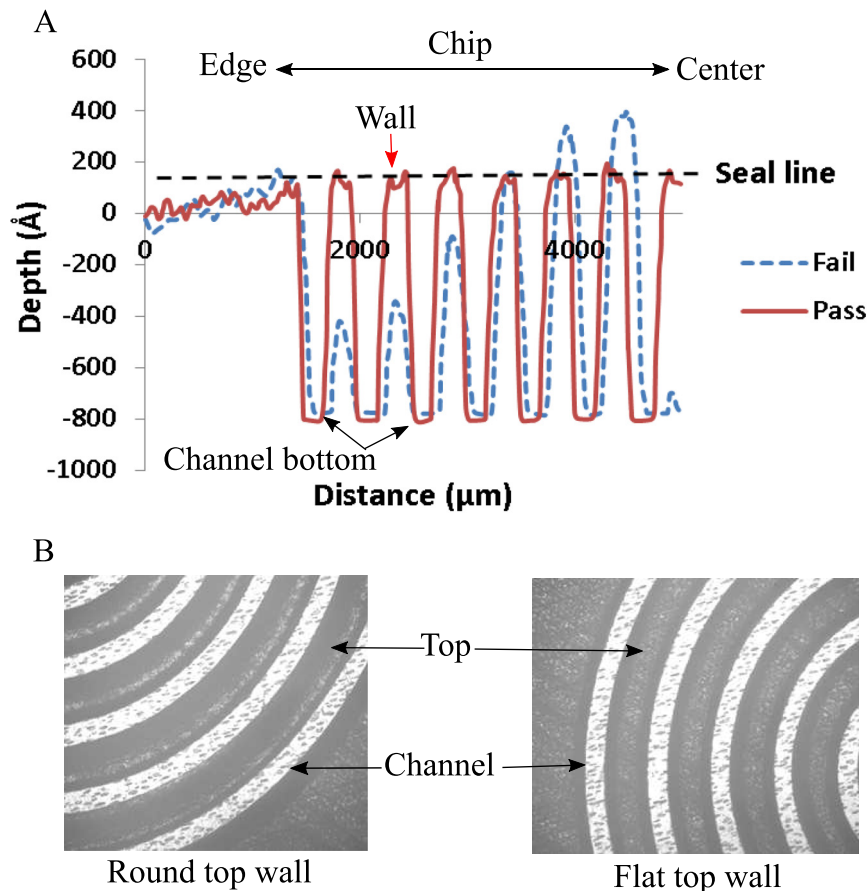 A
600
Edge
Chip
Center
400
Wall
200
Seal line
0
0
2000
4000
-200
-400
-600
-800
-1000
Depth (Å)
Fail
Pass
Channel bottom
Distance (µm)
B
Top
Channel
Round top wall
Flat top wall